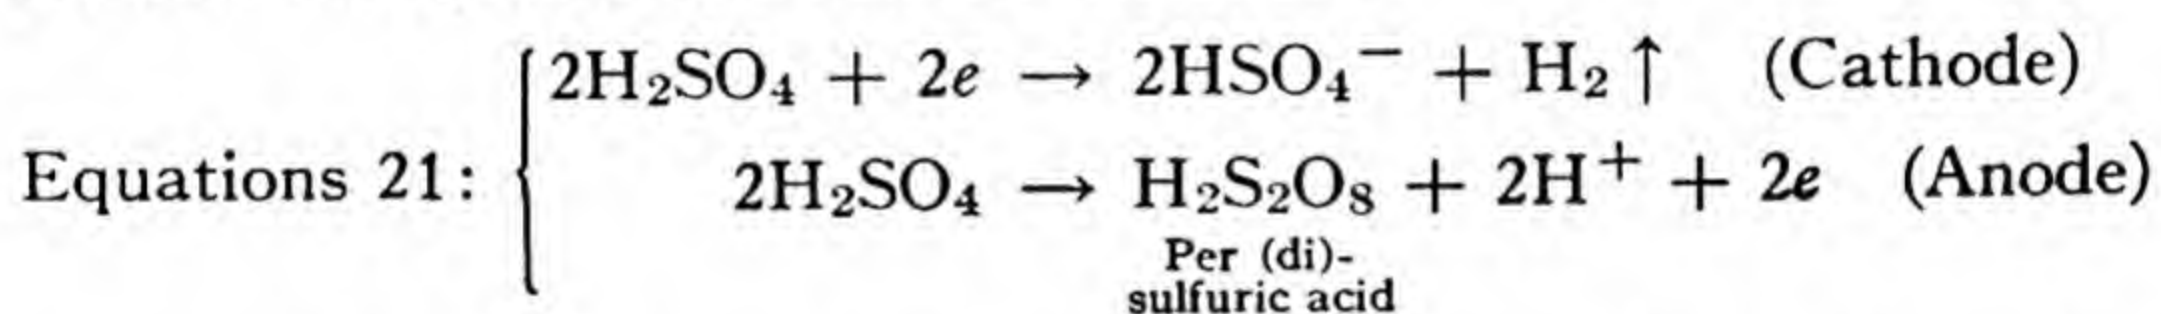 2H₂SO₄ + 2e → 2HSO₄⁻ + H₂ ↑ (Cathode)
Equations 21:
2H₂SO₄ → H₂S₂O₈ + 2H⁺ + 2e (Anode)
Per (di)-
sulfuric acid